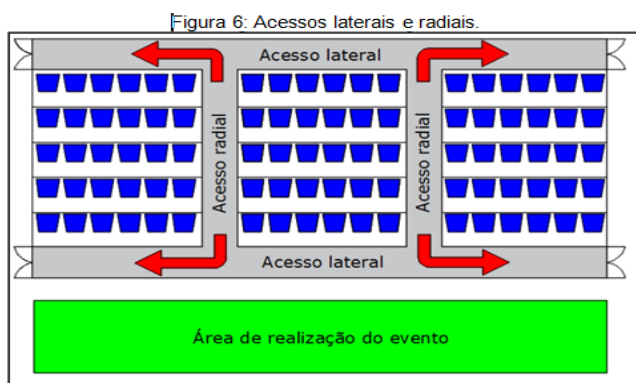 Figura 6: Acessos laterais e radiais.
Acesso lateral
Acesso radial
Acesso radial
Acesso lateral
Área de realização do evento